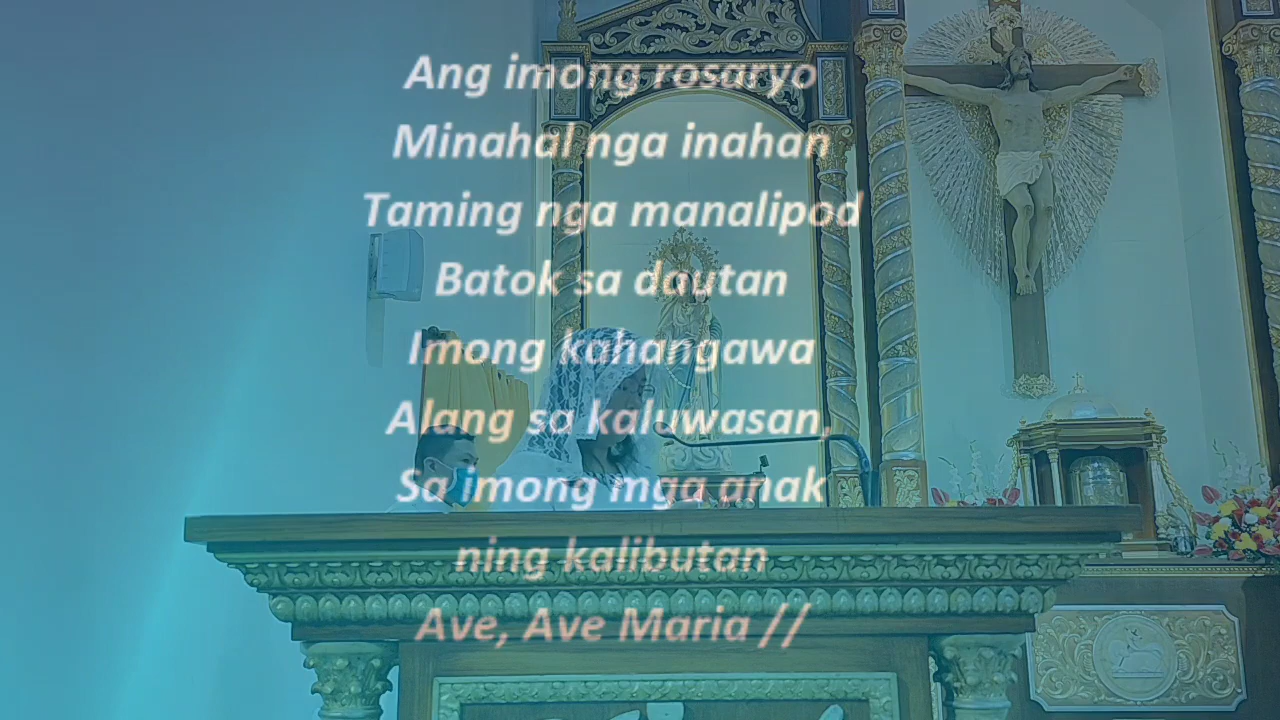 Ang imong rosaryo
Minahal nga inahan
Taming nga manalipod
Batok sa dautan
Imong kahangawa
Alang sa kaluwasan,
Sa imong mga anak
ning kalibutan
Ave, Ave Maria //